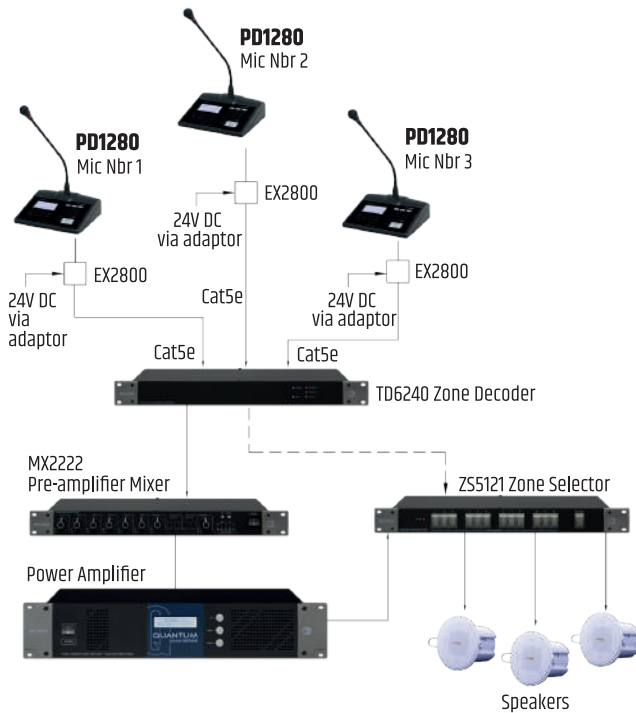 PD1280
Mic Nbr 2
PD1280
Mic Nbr 1
PD1280
Mic Nbr 3
EX2800
24V DC
via adaptor
EX2800
24V DC
via
adaptor
EX2800
24V DC
via adaptor
Cat5e
Cat5e
Cat5e
TD6240 Zone Decoder
MX2222
Pre-amplifier Mixer
ZS5121 Zone Selector
Power Amplifier
QUANTUM
Speakers